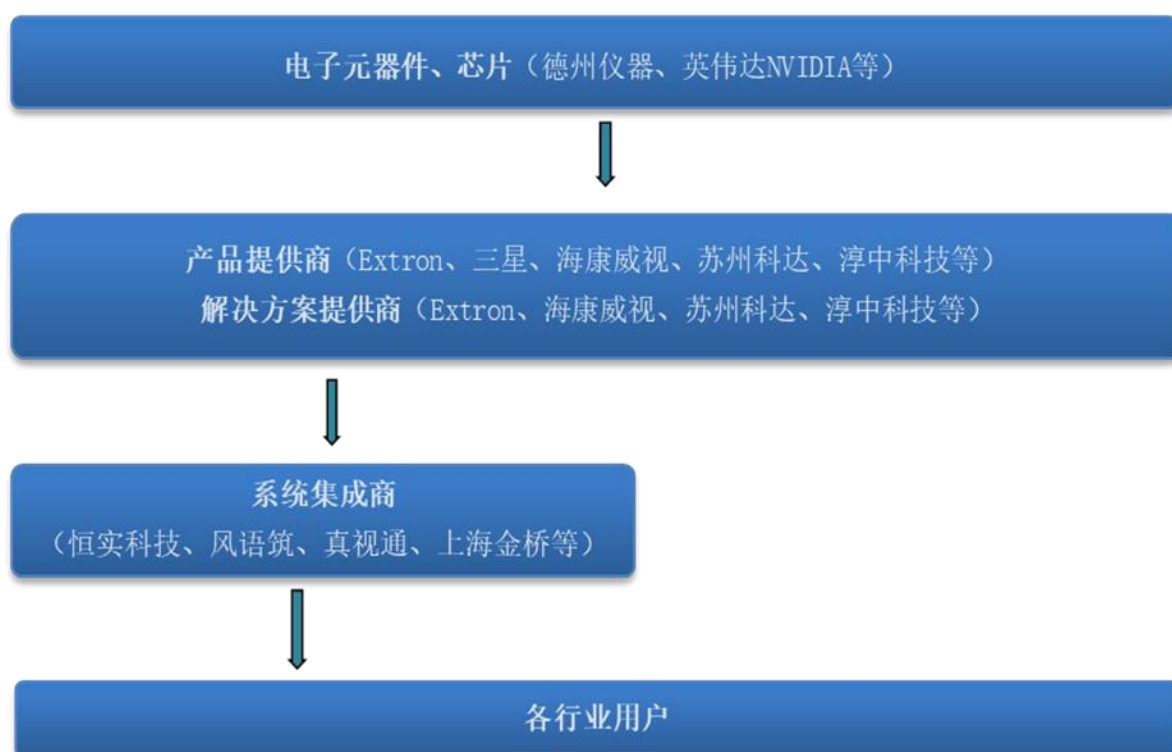 电子元器件、芯片（德州仪器、英伟达NVIDIA等）
产品提供商（Extron、三星、海康威视、苏州科达、淳中科技等）
解决方案提供商（Extron、海康威视、苏州科达、淳中科技等）
系统集成商
（恒实科技、风语筑、真视通、上海金桥等）
各行业用户